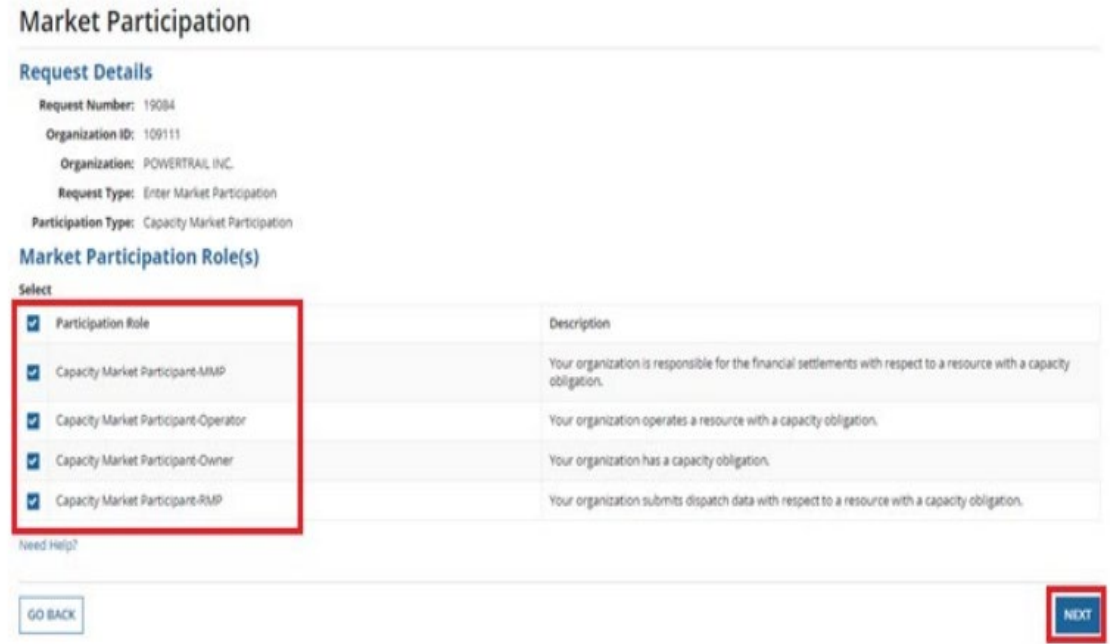 Market Participation
Request Details
Request Number: 19084
Organization ID: 109111
Organization: POWERTRAIL INC.
Request Type: Enter Market Participation
Participation Type: Capacity Market Participation
Market Participation Role(s)
Select
Participation Role Description
Capacity Market Participant-MMP Your organization is responsible for the financial settlements with respect to a resource with a capacity
obligation.
Capacity Market Participant-Operator Your organization operates a resource with a capacity obligation.
Capacity Market Participant-Owner Your organization has a capacity obligation.
Capacity Market Participant-RMP Your organization submits dispatch data with respect to a resource with a capacity obligation.
Need Help?
GO BACK NEXT